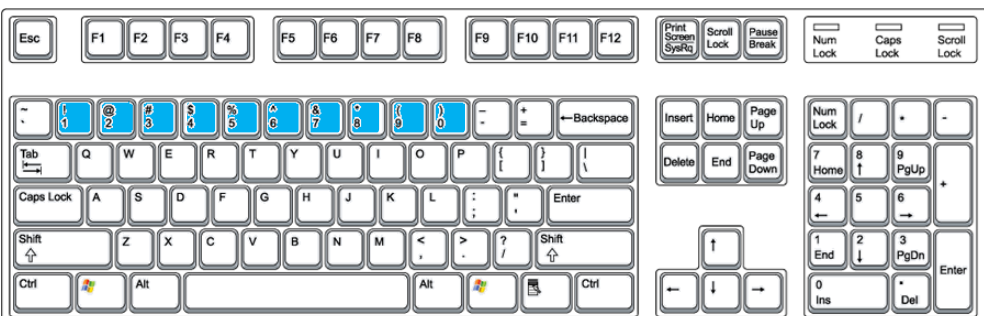 Esc F1 F2 F3 F4 F5 F6 F7 F8 F9 F10 F11 F12 Print Screen SysRq Scroll Lock Pause Break Num Lock Caps Lock Scroll Lock
~ ` ! 1 @ 2 # 3 $ 4 % 5 ^ 6 & 7 * 8 ( 9 ) 0 _ - + = ←Backspace Insert Home Page Up Num Lock / * -
Tab Q W E R T Y U I O P { [ } ] | \ Delete End Page Down 7 Home 8 ↑ 9 PgUp +
Caps Lock A S D F G H J K L : ; " ' Enter 4 ← 5 6 →
Shift Z X C V B N M < , > . ? / Shift ↑ 1 End 2 ↓ 3 PgDn Enter
Ctrl Alt Alt Ctrl ← ↓ → 0 Ins . Del